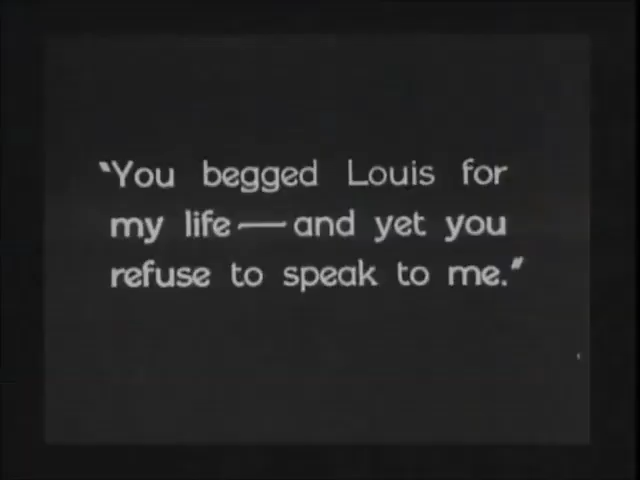 "You begged Louis for
my life—and yet you
refuse to speak to me."